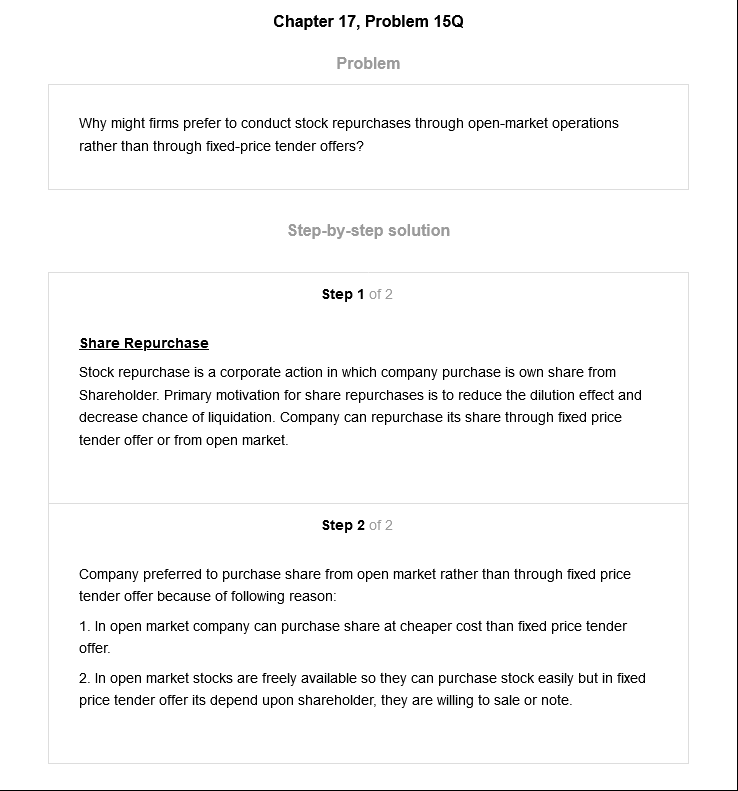 Chapter 17, Problem 15Q
Problem
Why might firms prefer to conduct stock repurchases through open-market operations
rather than through fixed-price tender offers?
Step-by-step solution
Step 1 of 2
Share Repurchase
Stock repurchase is a corporate action in which company purchase is own share from
Shareholder. Primary motivation for share repurchases is to reduce the dilution effect and
decrease chance of liquidation. Company can repurchase its share through fixed price
tender offer or from open market.
Step 2 of 2
Company preferred to purchase share from open market rather than through fixed price
tender offer because of following reason:
1. In open market company can purchase share at cheaper cost than fixed price tender
offer.
2. In open market stocks are freely available so they can purchase stock easily but in fixed
price tender offer its depend upon shareholder, they are willing to sale or note.